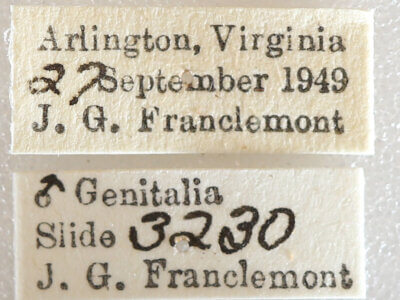 Arlington, Virginia
27 September 1949
J. G. Franclemont
♂ Genitalia
Slide 3230
J. G. Franclemont